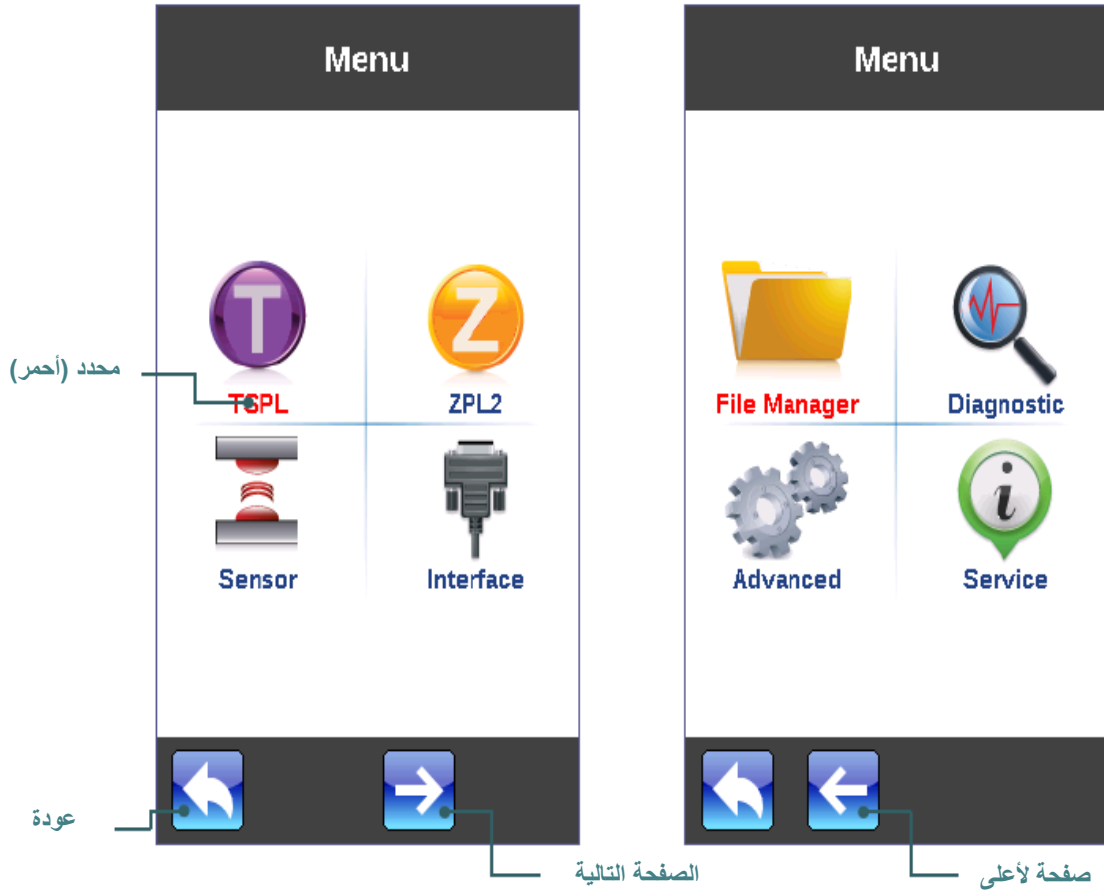 Menu
TSPL
ZPL2
Sensor
Interface
محدد (أحمر)
عودة
الصفحة التالية
Menu
File Manager
Diagnostic
Advanced
Service
صفحة لأعلى